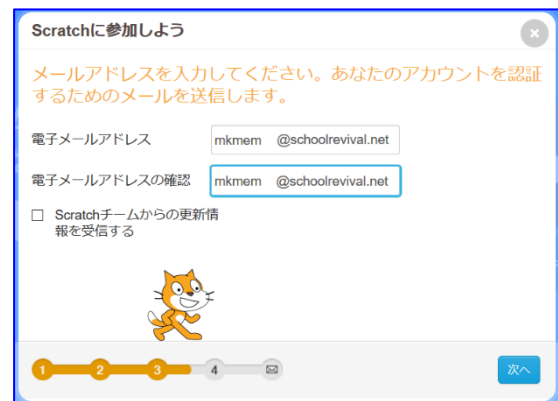 Scratchに参加しよう
メールアドレスを入力してください。あなたのアカウントを認証
するためのメールを送信します。
電子メールアドレス mkmem @schoolrevival.net
電子メールアドレスの確認 mkmem @schoolrevival.net
Scratchチームからの更新情
報を受信する
1 2 3 4 次へ